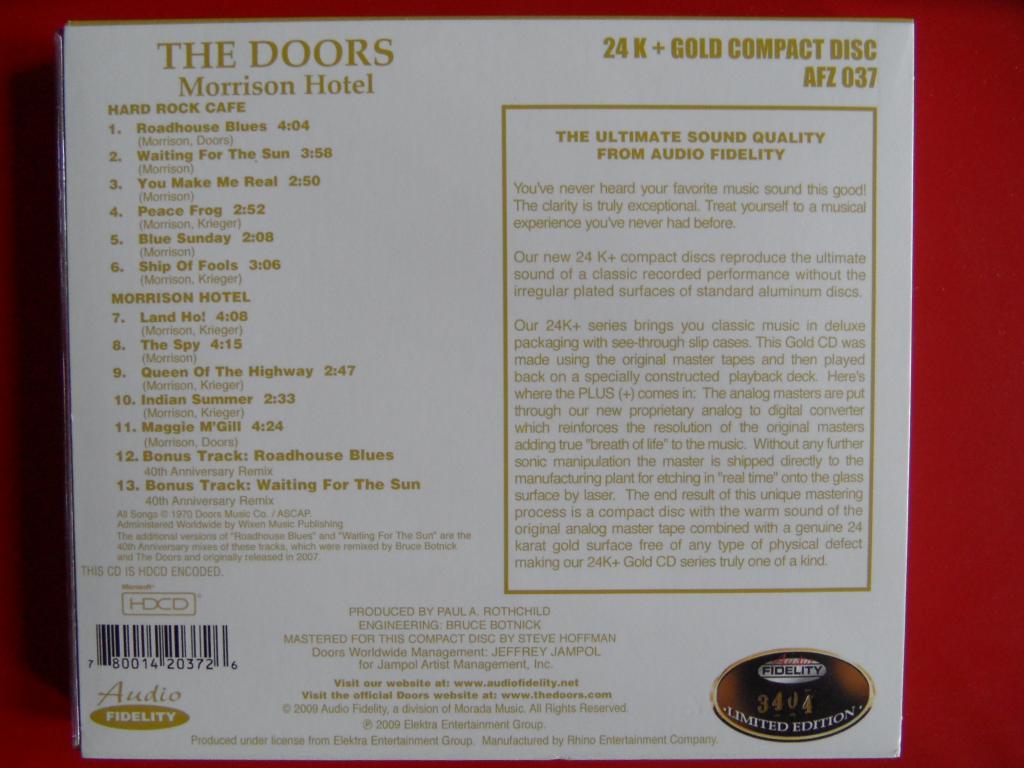 THE DOORS
Morrison Hotel
HARD ROCK CAFE
1. Roadhouse Blues 4:04
(Morrison, Doors)
2. Waiting For The Sun 3:58
(Morrison)
3. You Make Me Real 2:50
(Morrison)
4. Peace Frog 2:52
(Morrison, Krieger)
5. Blue Sunday 2:08
(Morrison)
6. Ship Of Fools 3:06
(Morrison, Krieger)
MORRISON HOTEL
7. Land Ho! 4:08
(Morrison, Krieger)
8. The Spy 4:15
(Morrison)
9. Queen Of The Highway 2:47
(Morrison, Krieger)
10. Indian Summer 2:33
(Morrison, Krieger)
11. Maggie M'Gill 4:24
(Morrison, Doors)
12. Bonus Track: Roadhouse Blues
40th Anniversary Remix
13. Bonus Track: Waiting For The Sun
40th Anniversary Remix
All Songs © 1970 Doors Music Co. / ASCAP.
Administered Worldwide by Wixen Music Publishing
The additional versions of "Roadhouse Blues" and "Waiting For The Sun" are the
40th Anniversary mixes of these tracks, which were remixed by Bruce Botnick
and The Doors and originally released in 2007.
THIS CD IS HDCD ENCODED.
Microsoft®
HDCD®
7 80014 20372 6
Audio
FIDELITY
24 K + GOLD COMPACT DISC
AFZ 037
THE ULTIMATE SOUND QUALITY
FROM AUDIO FIDELITY
You've never heard your favorite music sound this good!
The clarity is truly exceptional. Treat yourself to a musical
experience you've never had before.
Our new 24 K+ compact discs reproduce the ultimate
sound of a classic recorded performance without the
irregular plated surfaces of standard aluminum discs.
Our 24K+ series brings you classic music in deluxe
packaging with see-through slip cases. This Gold CD was
made using the original master tapes and then played
back on a specially constructed playback deck. Here's
where the PLUS (+) comes in: The analog masters are put
through our new proprietary analog to digital converter
which reinforces the resolution of the original masters
adding true "breath of life" to the music. Without any further
sonic manipulation the master is shipped directly to the
manufacturing plant for etching in "real time" onto the glass
surface by laser. The end result of this unique mastering
process is a compact disc with the warm sound of the
original analog master tape combined with a genuine 24
karat gold surface free of any type of physical defect
making our 24K+ Gold CD series truly one of a kind.
PRODUCED BY PAUL A. ROTHCHILD
ENGINEERING: BRUCE BOTNICK
MASTERED FOR THIS COMPACT DISC BY STEVE HOFFMAN
Doors Worldwide Management: JEFFREY JAMPOL
for Jampol Artist Management, Inc.
Visit our website at: www.audiofidelity.net
Visit the official Doors website at: www.thedoors.com
© 2009 Audio Fidelity, a division of Morada Music. All Rights Reserved.
℗ 2009 Elektra Entertainment Group.
Produced under license from Elektra Entertainment Group. Manufactured by Rhino Entertainment Company.
Audio
FIDELITY
3404
·LIMITED EDITION·